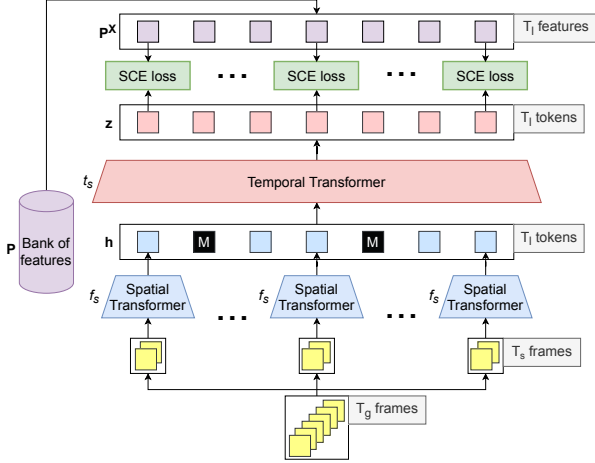 Pˣ
T_l features
SCE loss
...
SCE loss
...
SCE loss
z
T_l tokens
t_s
Temporal Transformer
P
Bank of
features
h
M
M
T_l tokens
f_s
Spatial
Transformer
...
f_s
Spatial
Transformer
...
f_s
Spatial
Transformer
T_s frames
T_g frames